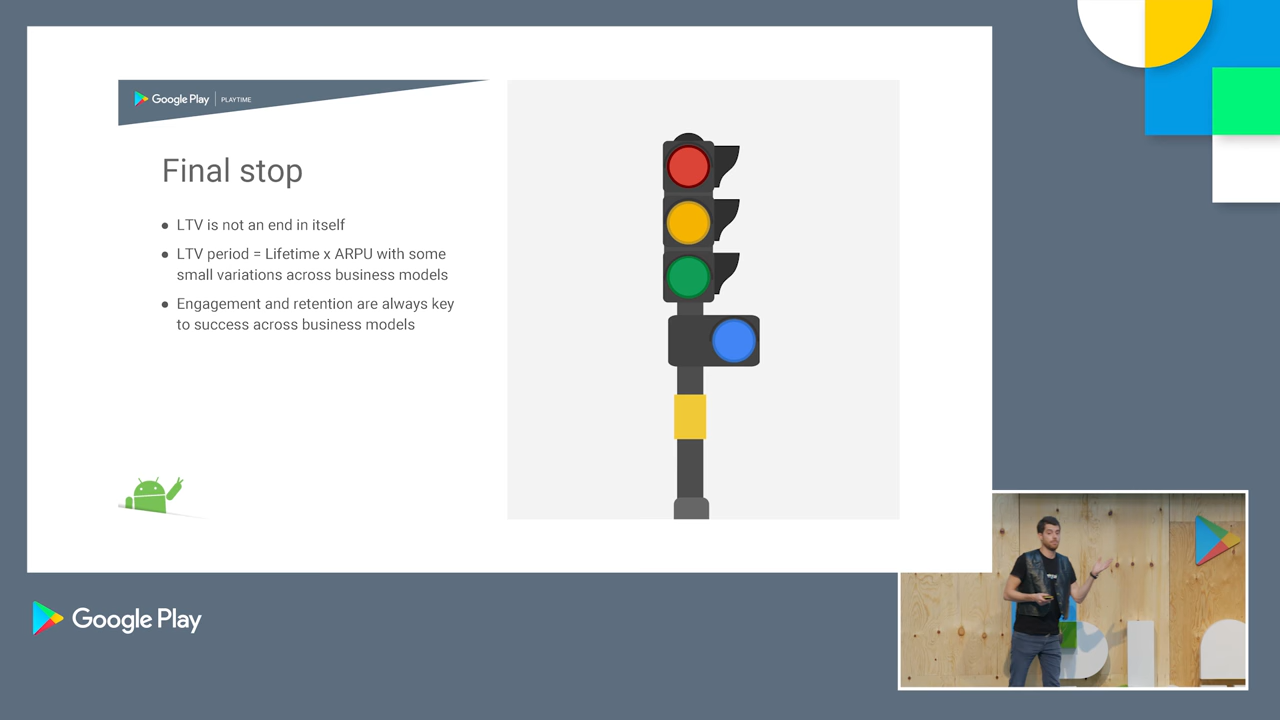 Google Play | PLAYTIME
Final stop
• LTV is not an end in itself
• LTV period = Lifetime x ARPU with some
small variations across business models
• Engagement and retention are always key
to success across business models
Google Play